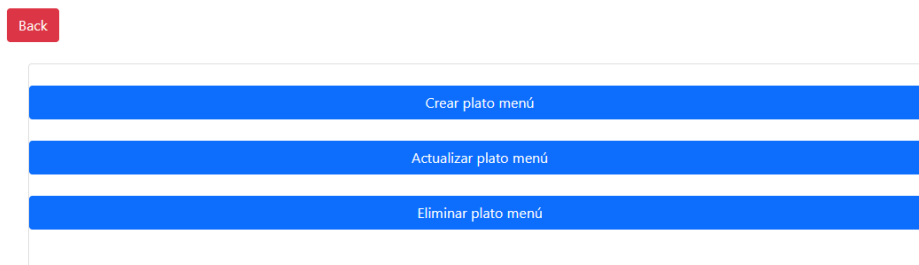 Back
Crear plato menú
Actualizar plato menú
Eliminar plato menú